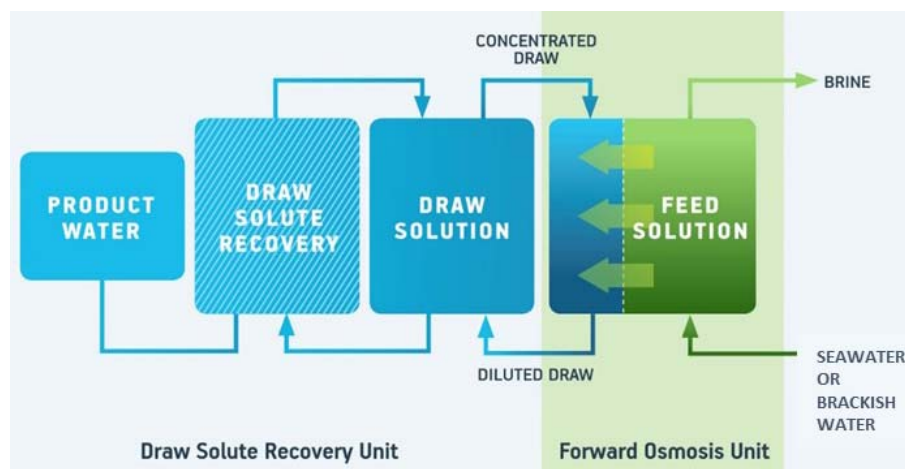 CONCENTRATED
DRAW
BRINE
PRODUCT
WATER
DRAW
SOLUTE
RECOVERY
DRAW
SOLUTION
FEED
SOLUTION
DILUTED DRAW
SEAWATER
OR
BRACKISH
WATER
Draw Solute Recovery Unit
Forward Osmosis Unit